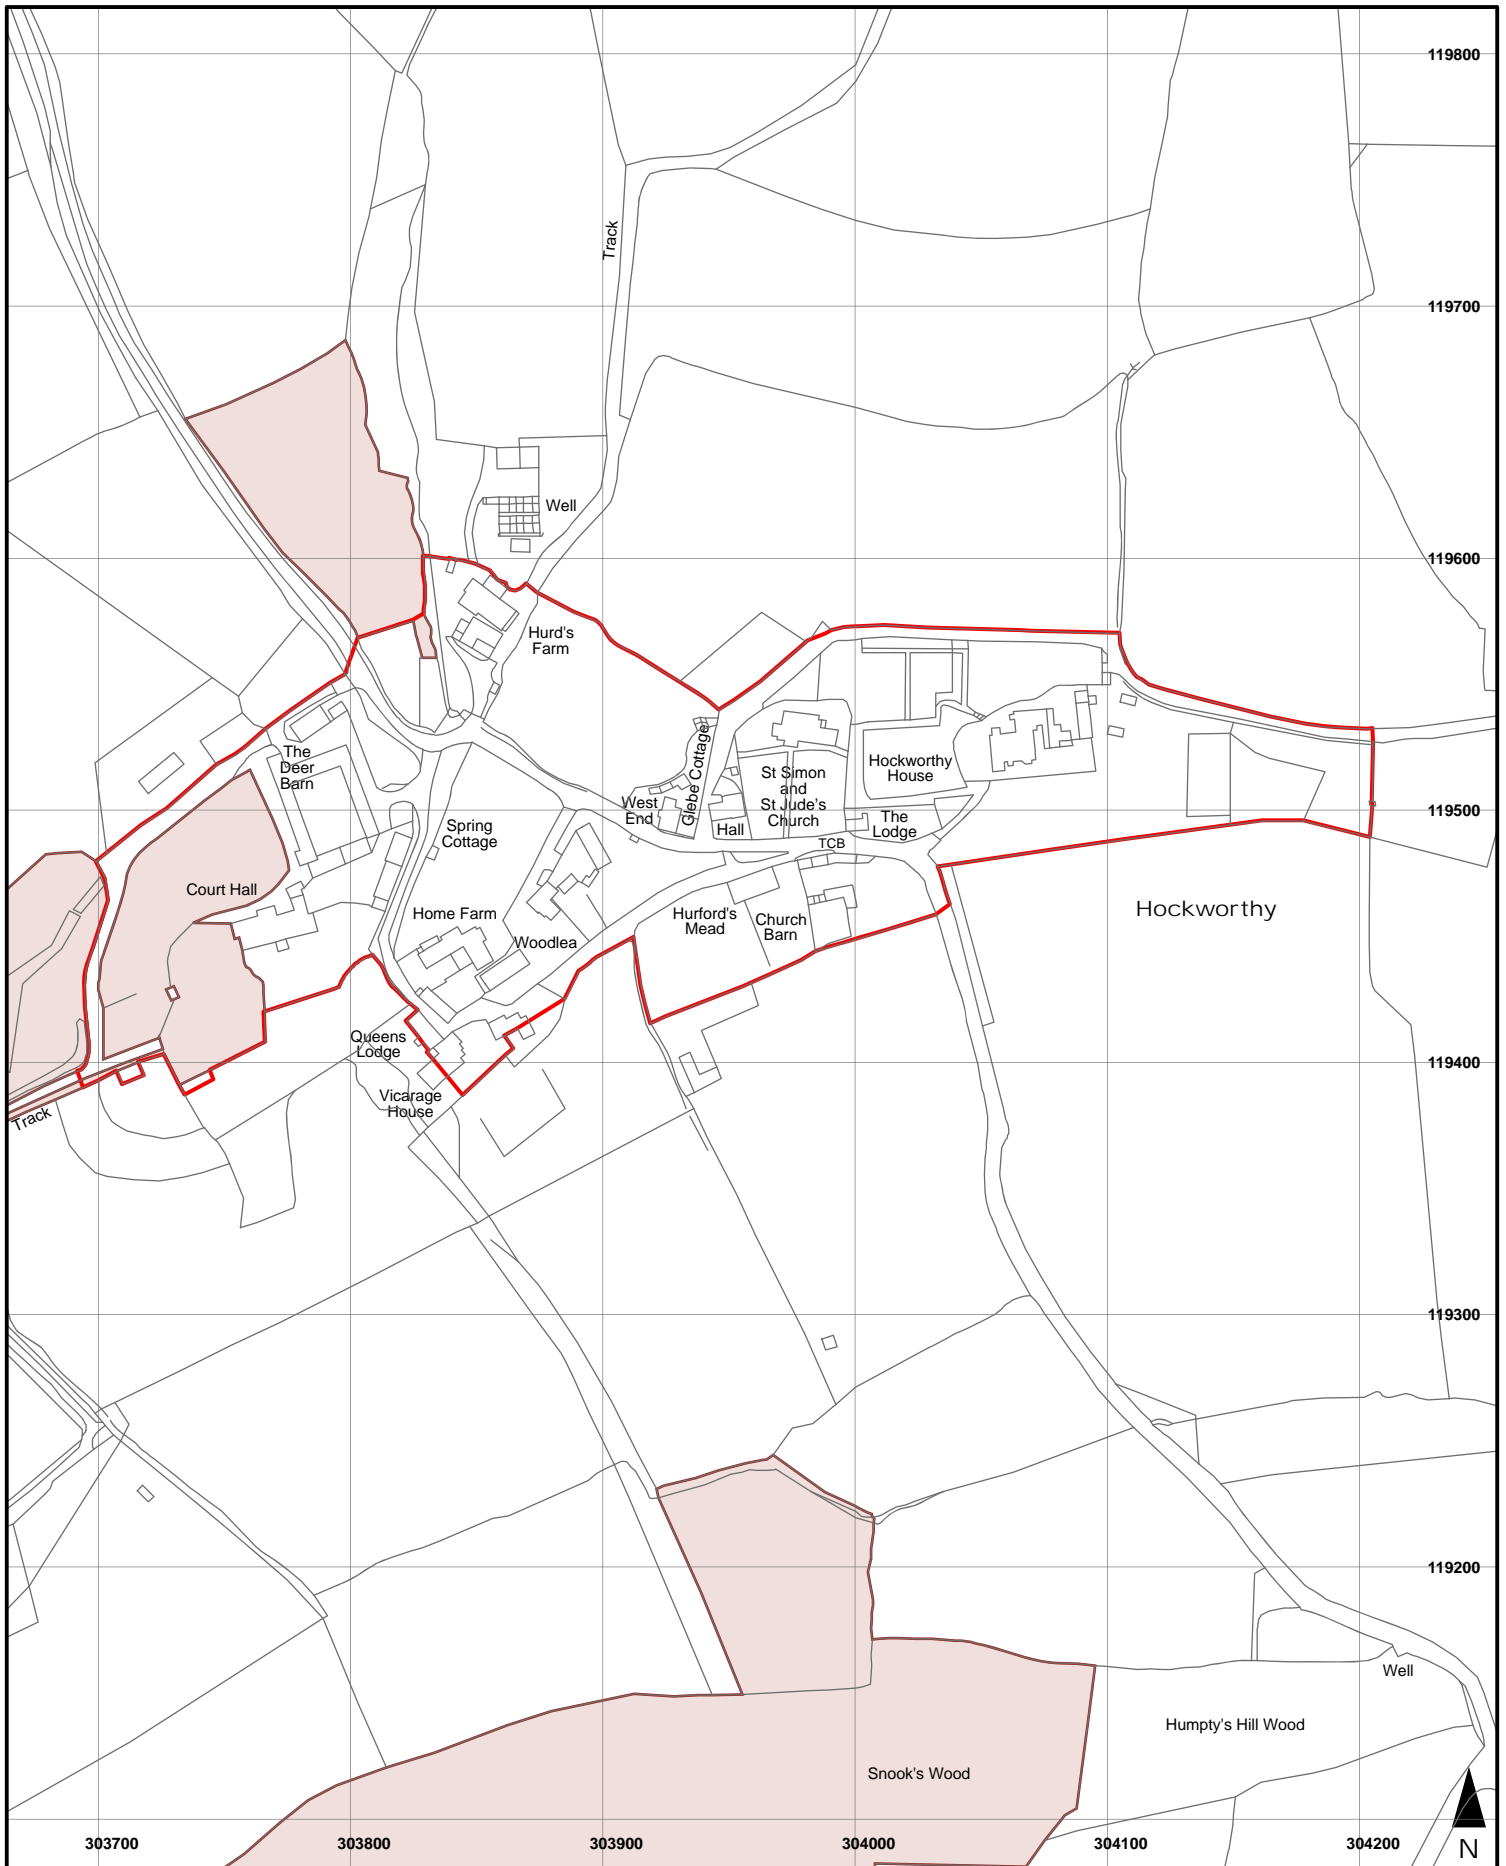 119800
Track
119700
Well
119600
Hurd's
Farm
The
Deer
Barn
Glebe Cottage
Hockworthy
House
St Simon
and
St Jude's
Church
West
End
Hall
The
Lodge
119500
Spring
Cottage
TCB
Court Hall
Home Farm
Woodlea
Hurford's
Mead
Church
Barn
Hockworthy
Queens
Lodge
119400
Vicarage
House
Track
119300
119200
Well
Humpty's Hill Wood
Snook's Wood
303700
303800
303900
304000
304100
304200
N